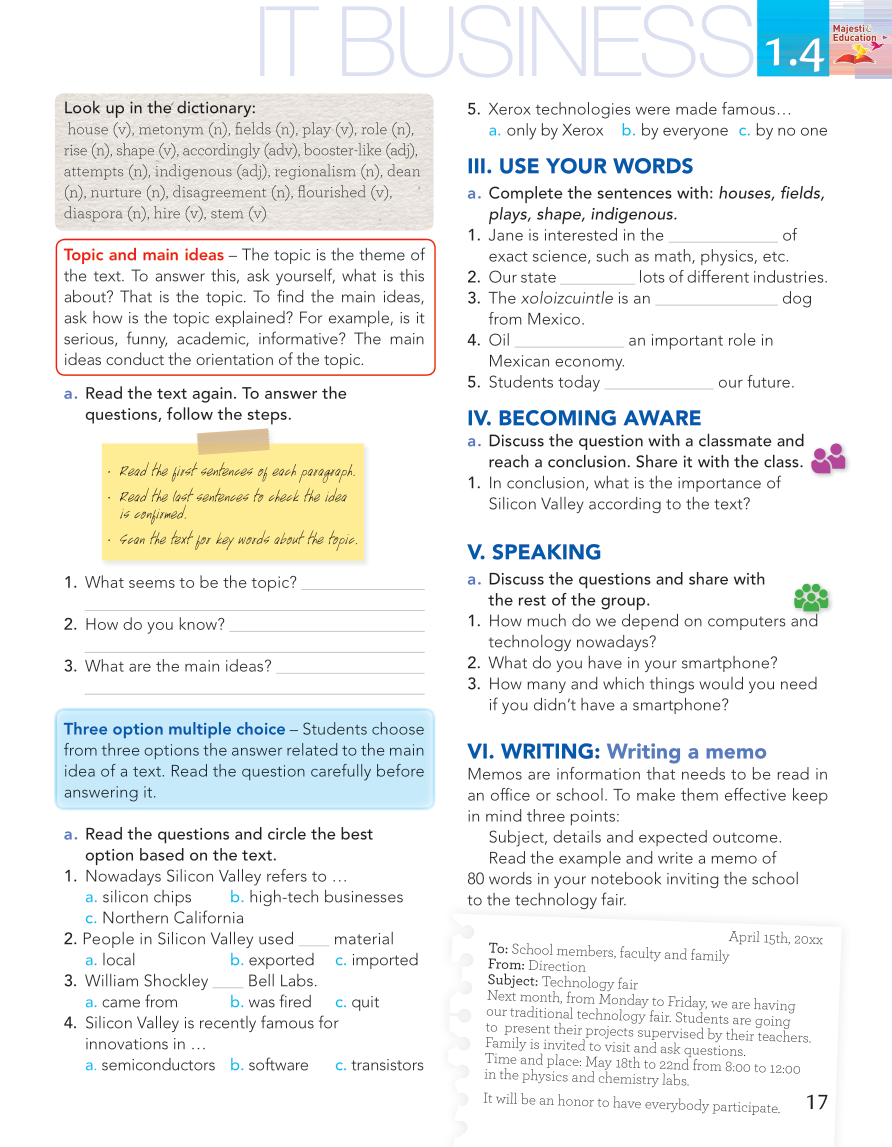 IT BUSINESS
1.4
Majestic
Education
Look up in the dictionary:
house (v), metonym (n), fields (n), play (v), role (n),
rise (n), shape (v), accordingly (adv), booster-like (adj),
attempts (n), indigenous (adj), regionalism (n), dean
(n), nurture (n), disagreement (n), flourished (v),
diaspora (n), hire (v), stem (v)
Topic and main ideas – The topic is the theme of
the text. To answer this, ask yourself, what is this
about? That is the topic. To find the main ideas,
ask how is the topic explained? For example, is it
serious, funny, academic, informative? The main
ideas conduct the orientation of the topic.
a. Read the text again. To answer the
questions, follow the steps.
· Read the first sentences of each paragraph.
· Read the last sentences to check the idea
is confirmed.
· Scan the text for key words about the topic.
1. What seems to be the topic? ______________
2. How do you know? ______________
3. What are the main ideas? ______________
Three option multiple choice – Students choose
from three options the answer related to the main
idea of a text. Read the question carefully before
answering it.
a. Read the questions and circle the best
option based on the text.
1. Nowadays Silicon Valley refers to …
a. silicon chips b. high-tech businesses
c. Northern California
2. People in Silicon Valley used ____ material
a. local b. exported c. imported
3. William Shockley ____ Bell Labs.
a. came from b. was fired c. quit
4. Silicon Valley is recently famous for
innovations in …
a. semiconductors b. software c. transistors
5. Xerox technologies were made famous…
a. only by Xerox b. by everyone c. by no one
III. USE YOUR WORDS
a. Complete the sentences with: houses, fields,
plays, shape, indigenous.
1. Jane is interested in the ______________ of
exact science, such as math, physics, etc.
2. Our state __________ lots of different industries.
3. The xoloizcuintle is an ________________ dog
from Mexico.
4. Oil ______________ an important role in
Mexican economy.
5. Students today ______________ our future.
IV. BECOMING AWARE
a. Discuss the question with a classmate and
reach a conclusion. Share it with the class.
1. In conclusion, what is the importance of
Silicon Valley according to the text?
V. SPEAKING
a. Discuss the questions and share with
the rest of the group.
1. How much do we depend on computers and
technology nowadays?
2. What do you have in your smartphone?
3. How many and which things would you need
if you didn’t have a smartphone?
VI. WRITING: Writing a memo
Memos are information that needs to be read in
an office or school. To make them effective keep
in mind three points:
Subject, details and expected outcome.
Read the example and write a memo of
80 words in your notebook inviting the school
to the technology fair.
April 15th, 20xx
To: School members, faculty and family
From: Direction
Subject: Technology fair
Next month, from Monday to Friday, we are having
our traditional technology fair. Students are going
to present their projects supervised by their teachers.
Family is invited to visit and ask questions.
Time and place: May 18th to 22nd from 8:00 to 12:00
in the physics and chemistry labs.
It will be an honor to have everybody participate.
17